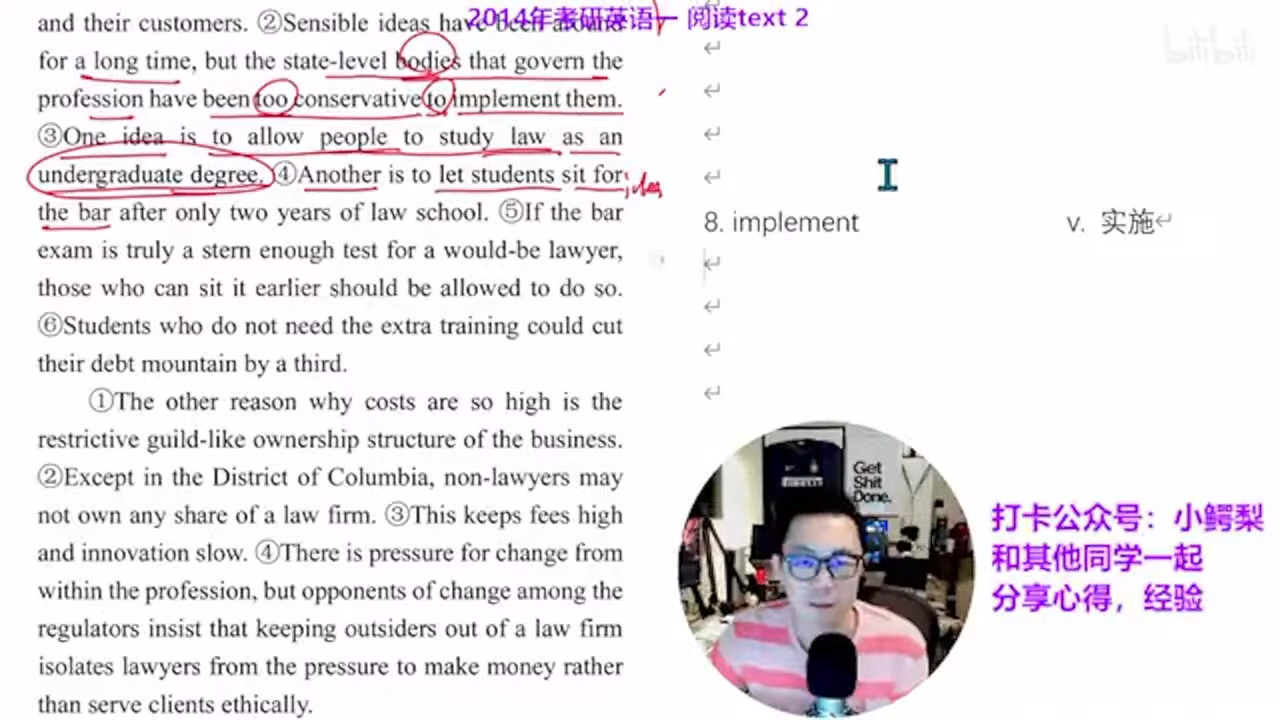 2014年考研英语一 阅读text 2
bilibili
and their customers. ②Sensible ideas have been around
for a long time, but the state-level bodies that govern the
profession have been too conservative to implement them.
③One idea is to allow people to study law as an
undergraduate degree. ④Another is to let students sit for
idea
the bar after only two years of law school. ⑤If the bar
exam is truly a stern enough test for a would-be lawyer,
those who can sit it earlier should be allowed to do so.
⑥Students who do not need the extra training could cut
their debt mountain by a third.
①The other reason why costs are so high is the
restrictive guild-like ownership structure of the business.
②Except in the District of Columbia, non-lawyers may
not own any share of a law firm. ③This keeps fees high
and innovation slow. ④There is pressure for change from
within the profession, but opponents of change among the
regulators insist that keeping outsiders out of a law firm
isolates lawyers from the pressure to make money rather
than serve clients ethically.
8. implement v. 实施
Get
Shit
Done.
PIRELLI
打卡公众号：小鳄梨
和其他同学一起
分享心得，经验